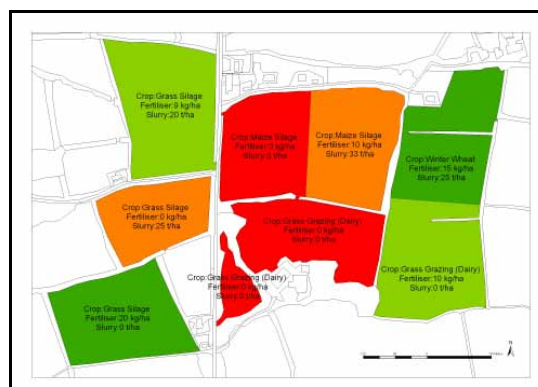 Crop:Grass Silage
Fertiliser:9 kg/ha
Slurry:20 t/ha
Crop:Maize Silage
Fertiliser:0 kg/ha
Slurry:0 t/ha
Crop:Maize Silage
Fertiliser:10 kg/ha
Slurry:33 t/ha
Crop:Winter Wheat
Fertiliser:15 kg/ha
Slurry:25 t/ha
Crop:Grass Silage
Fertiliser:0 kg/ha
Slurry:25 t/ha
Crop:Grass Grazing (Dairy)
Fertiliser:0 kg/ha
Slurry:0 t/ha
Crop:Grass Grazing (Dairy)
Fertiliser:10 kg/ha
Slurry:0 t/ha
Crop:Grass Grazing (Dairy)
Fertiliser:0 kg/ha
Slurry:0 t/ha
Crop:Grass Silage
Fertiliser:20 kg/ha
Slurry:0 t/ha
N